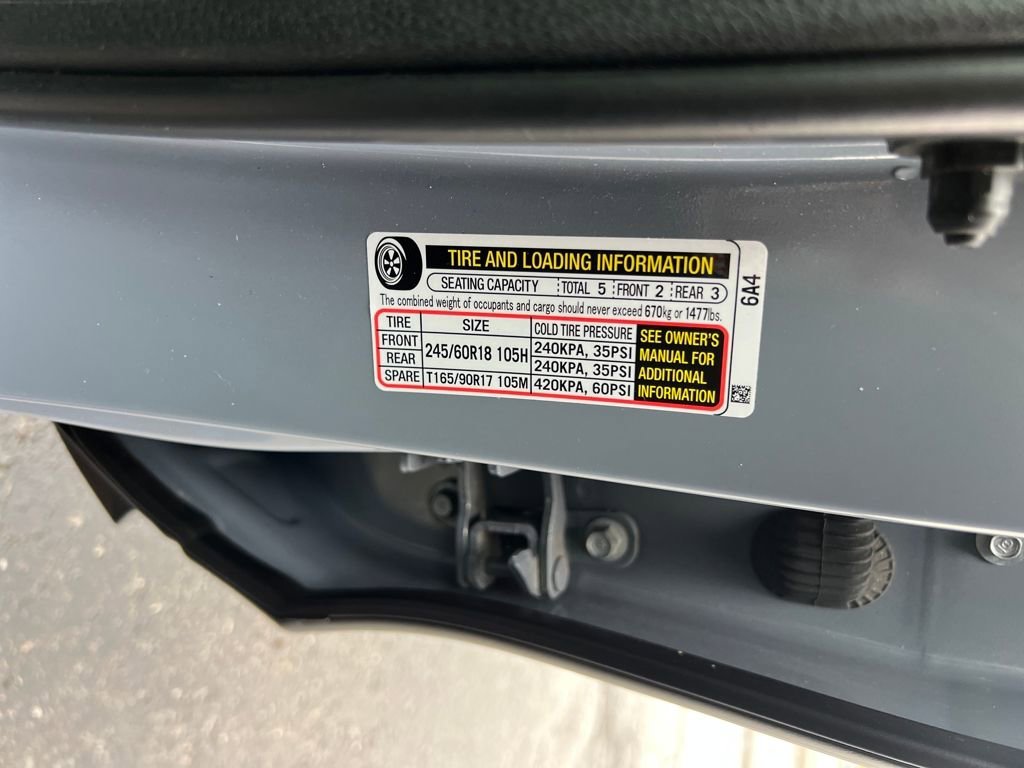 TIRE AND LOADING INFORMATION
SEATING CAPACITY TOTAL 5 FRONT 2 REAR 3
The combined weight of occupants and cargo should never exceed 670kg or 1477lbs.
TIRE SIZE COLD TIRE PRESSURE
FRONT 245/60R18 105H 240KPA, 35PSI
REAR 240KPA, 35PSI
SPARE T165/90R17 105M 420KPA, 60PSI
SEE OWNER'S
MANUAL FOR
ADDITIONAL
INFORMATION
6A4